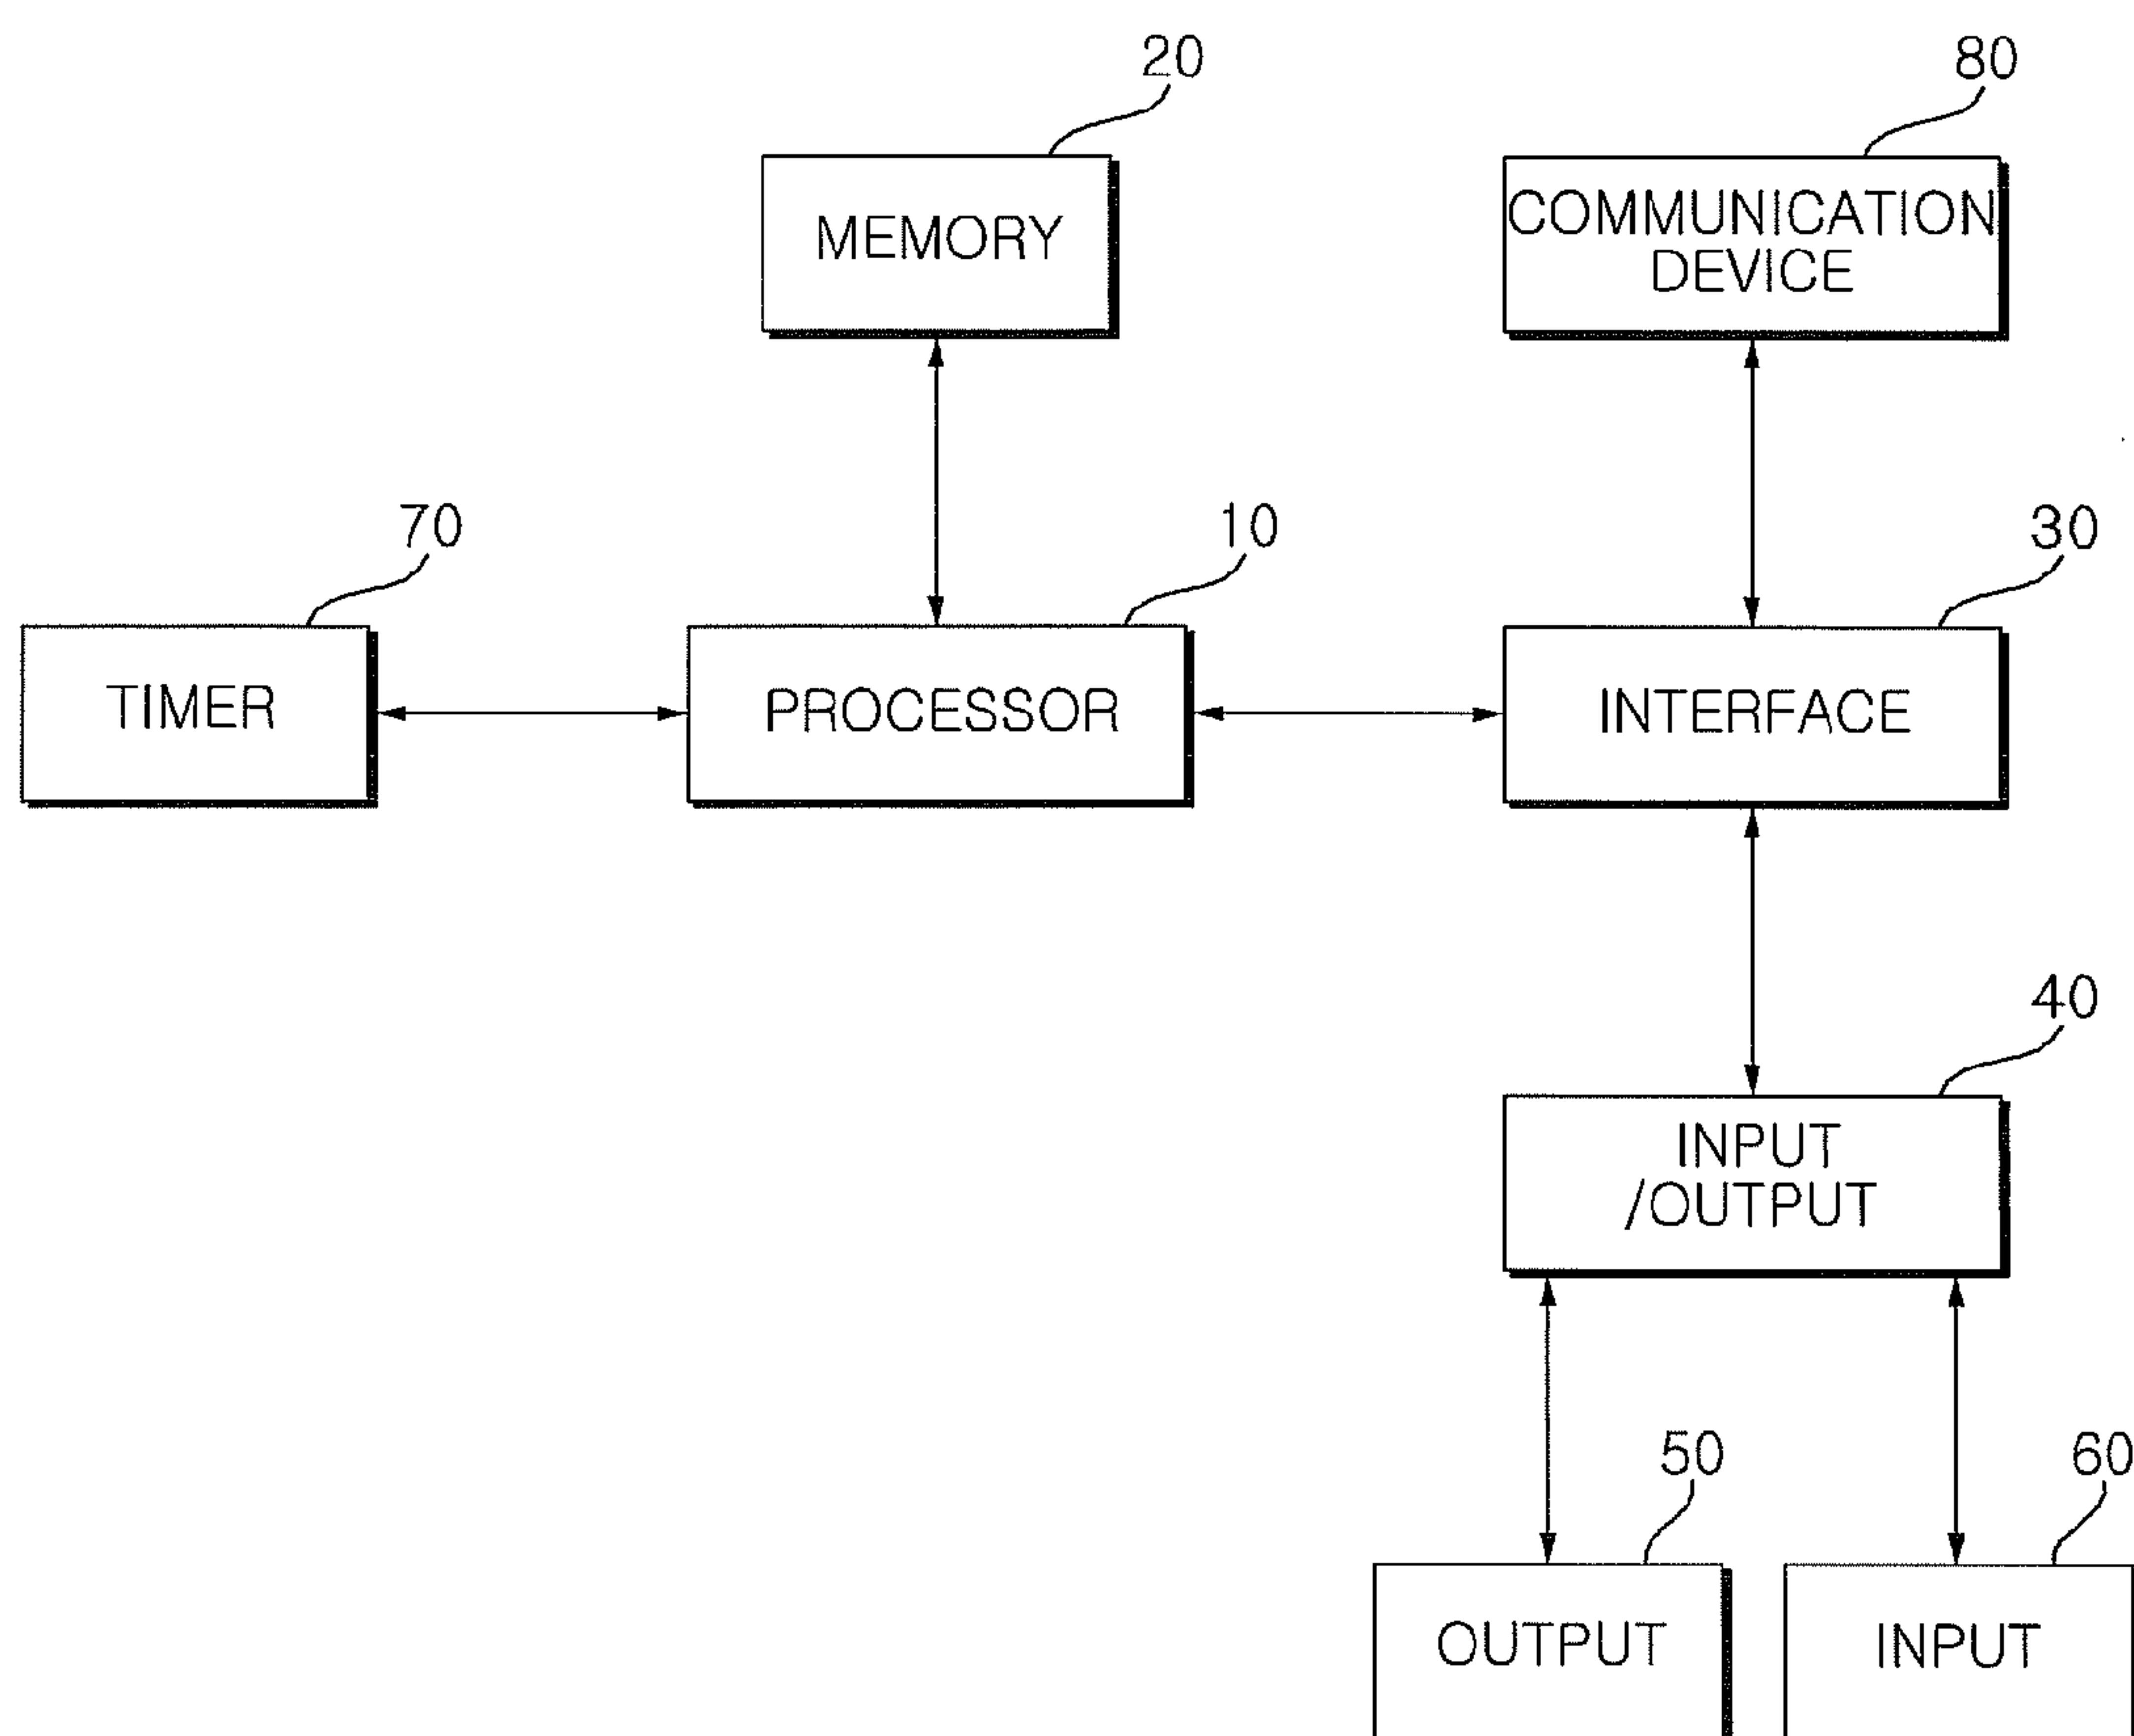 20
80
MEMORY
COMMUNICATION
DEVICE
70
10
30
TIMER
PROCESSOR
INTERFACE
40
INPUT
/OUTPUT
50
60
OUTPUT
INPUT